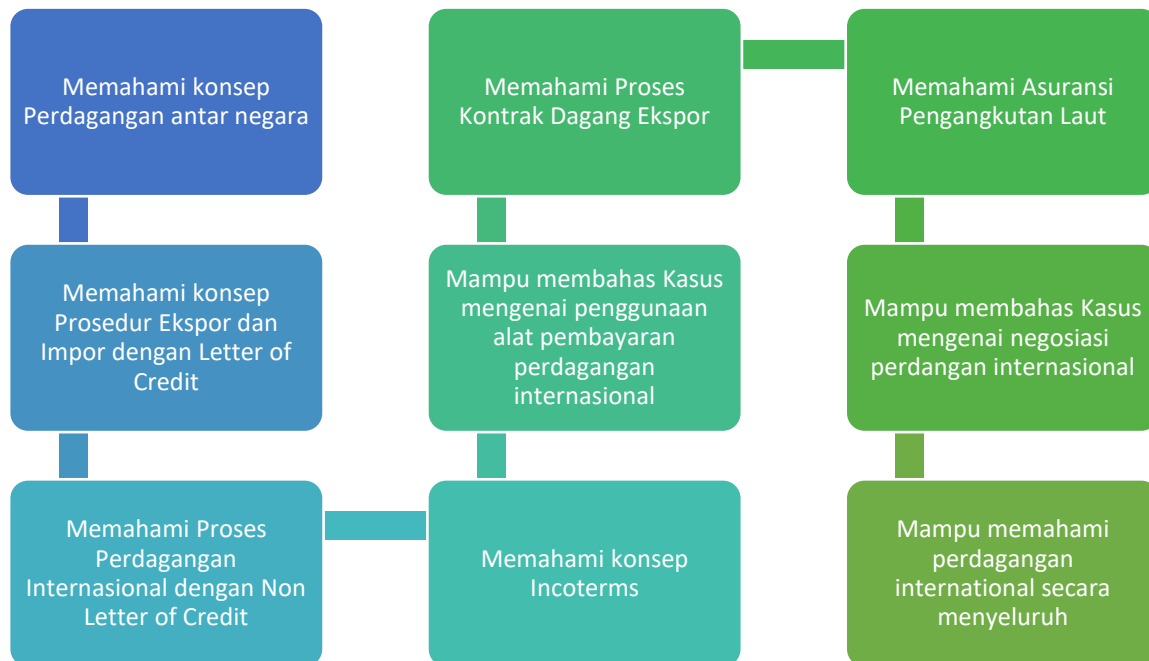 Memahami konsep
Perdagangan antar negara
Memahami konsep
Prosedur Ekspor dan
Impor dengan Letter of
Credit
Memahami Proses
Perdagangan
Internasional dengan Non
Letter of Credit
Memahami konsep
Incoterms
Mampu membahas Kasus
mengenai penggunaan
alat pembayaran
perdagangan
internasional
Memahami Proses
Kontrak Dagang Ekspor
Memahami Asuransi
Pengangkutan Laut
Mampu membahas Kasus
mengenai negosiasi
perdangan internasional
Mampu memahami
perdagangan
international secara
menyeluruh